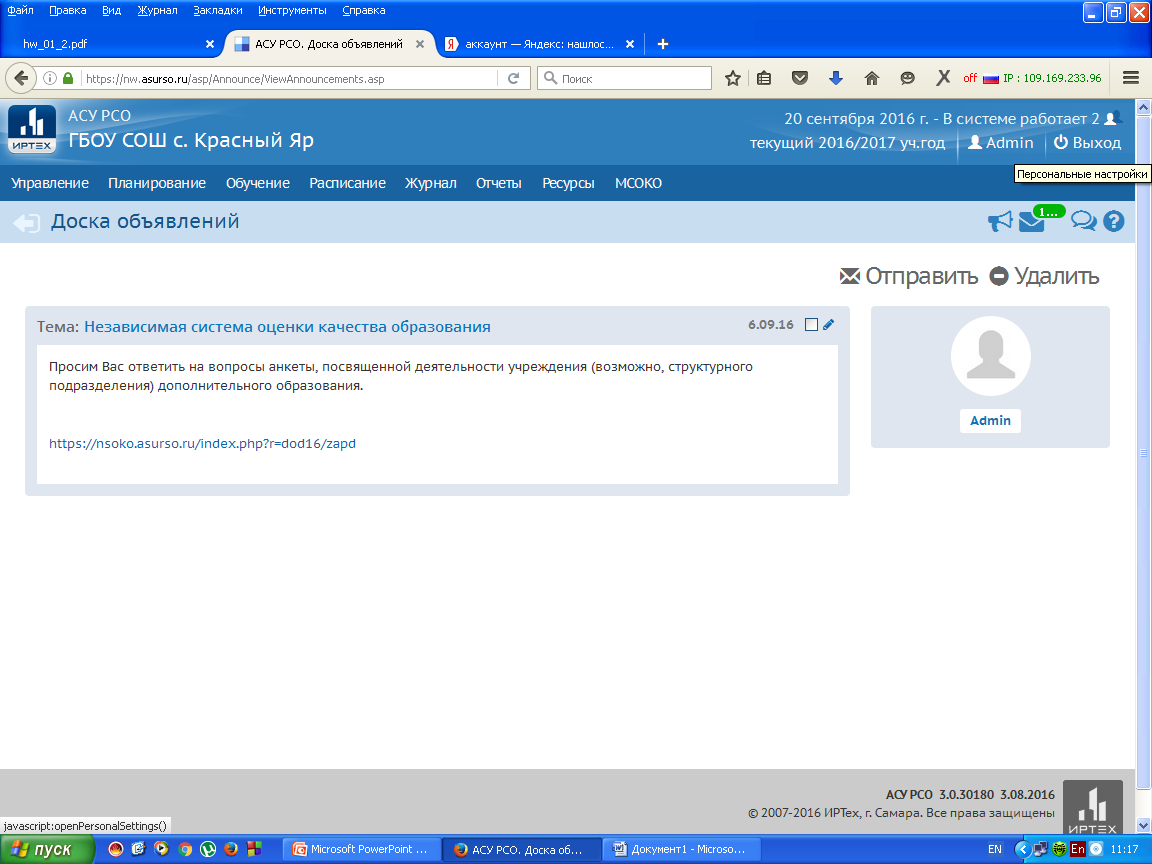 Файл Правка Вид Журнал Закладки Инструменты Справка
hw_01_2.pdf
АСУ РСО. Доска объявлений
Я аккаунт — Яндекс: нашлос...
https://nw.asurso.ru/asp/Announce/ViewAnnouncements.asp
Поиск
off IP : 109.169.233.96
ИРТЕХ
АСУ РСО
ГБОУ СОШ с. Красный Яр
20 сентября 2016 г. - В системе работает 2
текущий 2016/2017 уч.год Admin Выход
Персональные настройки
Управление Планирование Обучение Расписание Журнал Отчеты Ресурсы МСОКО
Доска объявлений
1...
Отправить Удалить
Тема: Независимая система оценки качества образования
6.09.16
Просим Вас ответить на вопросы анкеты, посвященной деятельности учреждения (возможно, структурного
подразделения) дополнительного образования.
https://nsoko.asurso.ru/index.php?r=dod16/zapd
Admin
АСУ РСО 3.0.30180 3.08.2016
© 2007-2016 ИРТех, г. Самара. Все права защищены
ИРТЕХ
javascript:openPersonalSettings()
пуск
Microsoft PowerPoint ...
АСУ РСО. Доска об...
Документ1 - Microso...
EN
En
11:17